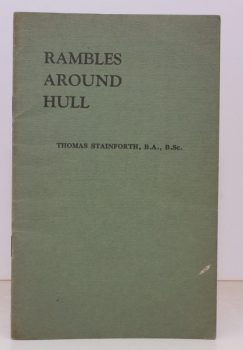 RAMBLES
AROUND
HULL
THOMAS STAINFORTH, B.A., B.Sc.